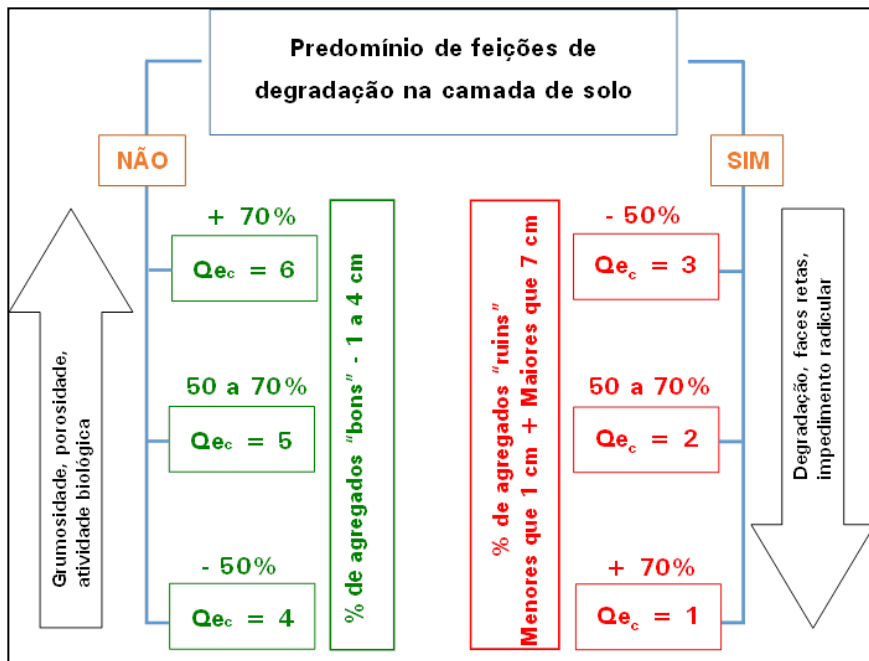 Predomínio de feições de
degradação na camada de solo
NÃO
SIM
Grumosidade, porosidade,
atividade biológica
+ 70%
Qec = 6
50 a 70%
Qec = 5
- 50%
Qec = 4
% de agregados "bons" - 1 a 4 cm
% de agregados "ruins"
Menores que 1 cm + Maiores que 7 cm
- 50%
Qec = 3
50 a 70%
Qec = 2
+ 70%
Qec = 1
Degradação, faces retas,
impedimento radicular